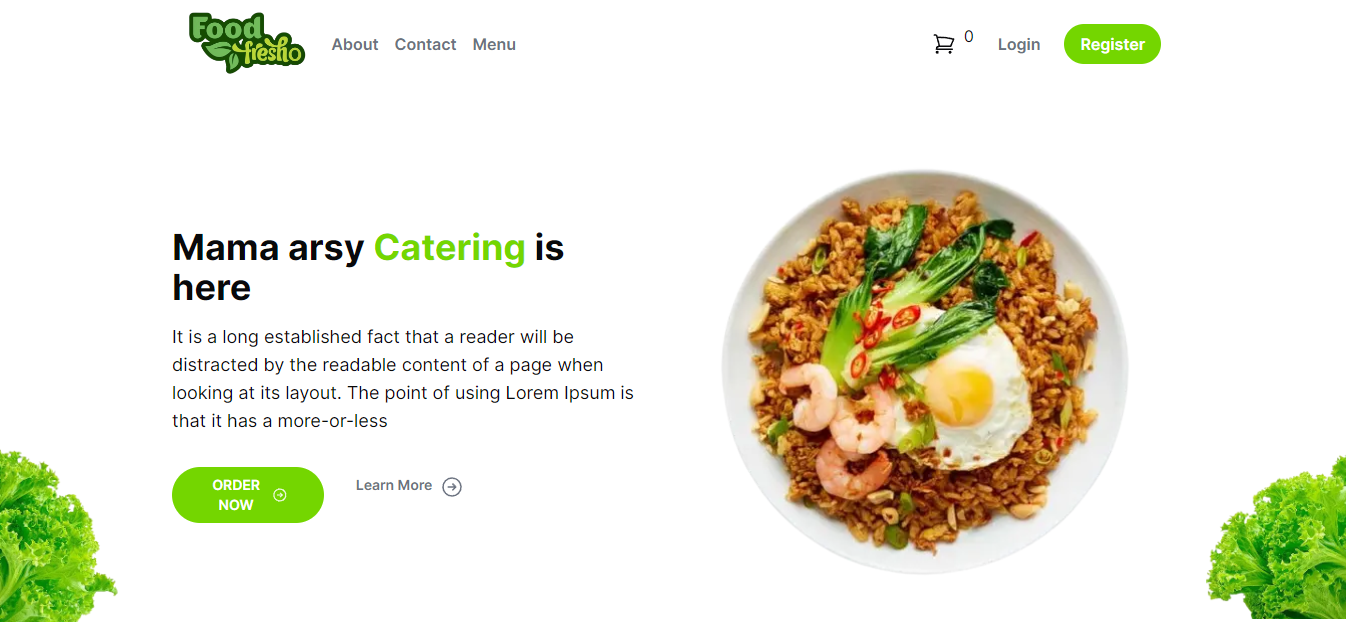 Food
fresho
About Contact Menu
0 Login Register
Mama arsy Catering is
here
It is a long established fact that a reader will be
distracted by the readable content of a page when
looking at its layout. The point of using Lorem Ipsum is
that it has a more-or-less
ORDER
NOW
Learn More